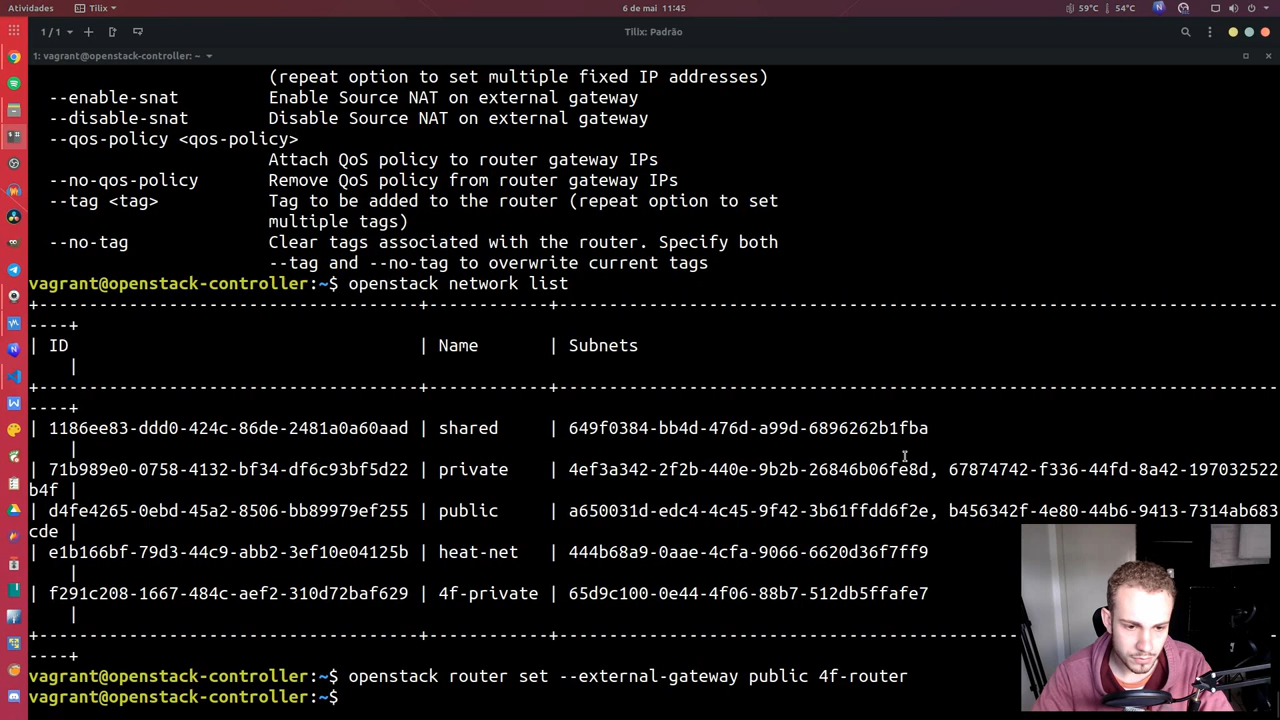 Atividades
Tilix
6 de mai 11:45
59°C
54°C
1 / 1
Tilix: Padrão
1: vagrant@openstack-controller: ~
(repeat option to set multiple fixed IP addresses)
--enable-snat Enable Source NAT on external gateway
--disable-snat Disable Source NAT on external gateway
--qos-policy <qos-policy>
Attach QoS policy to router gateway IPs
--no-qos-policy Remove QoS policy from router gateway IPs
--tag <tag> Tag to be added to the router (repeat option to set
multiple tags)
--no-tag Clear tags associated with the router. Specify both
--tag and --no-tag to overwrite current tags
vagrant@openstack-controller:~$ openstack network list
+--------------------------------------+------------+----------------------------------------------------------------------------
----+
| ID | Name | Subnets
|
+--------------------------------------+------------+----------------------------------------------------------------------------
----+
| 1186ee83-ddd0-424c-86de-2481a0a60aad | shared | 649f0384-bb4d-476d-a99d-6896262b1fba
|
| 71b989e0-0758-4132-bf34-df6c93bf5d22 | private | 4ef3a342-2f2b-440e-9b2b-26846b06fe8d, 67874742-f336-44fd-8a42-197032522
b4f |
| d4fe4265-0ebd-45a2-8506-bb89979ef255 | public | a650031d-edc4-4c45-9f42-3b61ffdd6f2e, b456342f-4e80-44b6-9413-7314ab683
cde |
| e1b166bf-79d3-44c9-abb2-3ef10e04125b | heat-net | 444b68a9-0aae-4cfa-9066-6620d36f7ff9
|
| f291c208-1667-484c-aef2-310d72baf629 | 4f-private | 65d9c100-0e44-4f06-88b7-512db5ffafe7
|
+--------------------------------------+------------+----------------------------------------------
----+
vagrant@openstack-controller:~$ openstack router set --external-gateway public 4f-router
vagrant@openstack-controller:~$